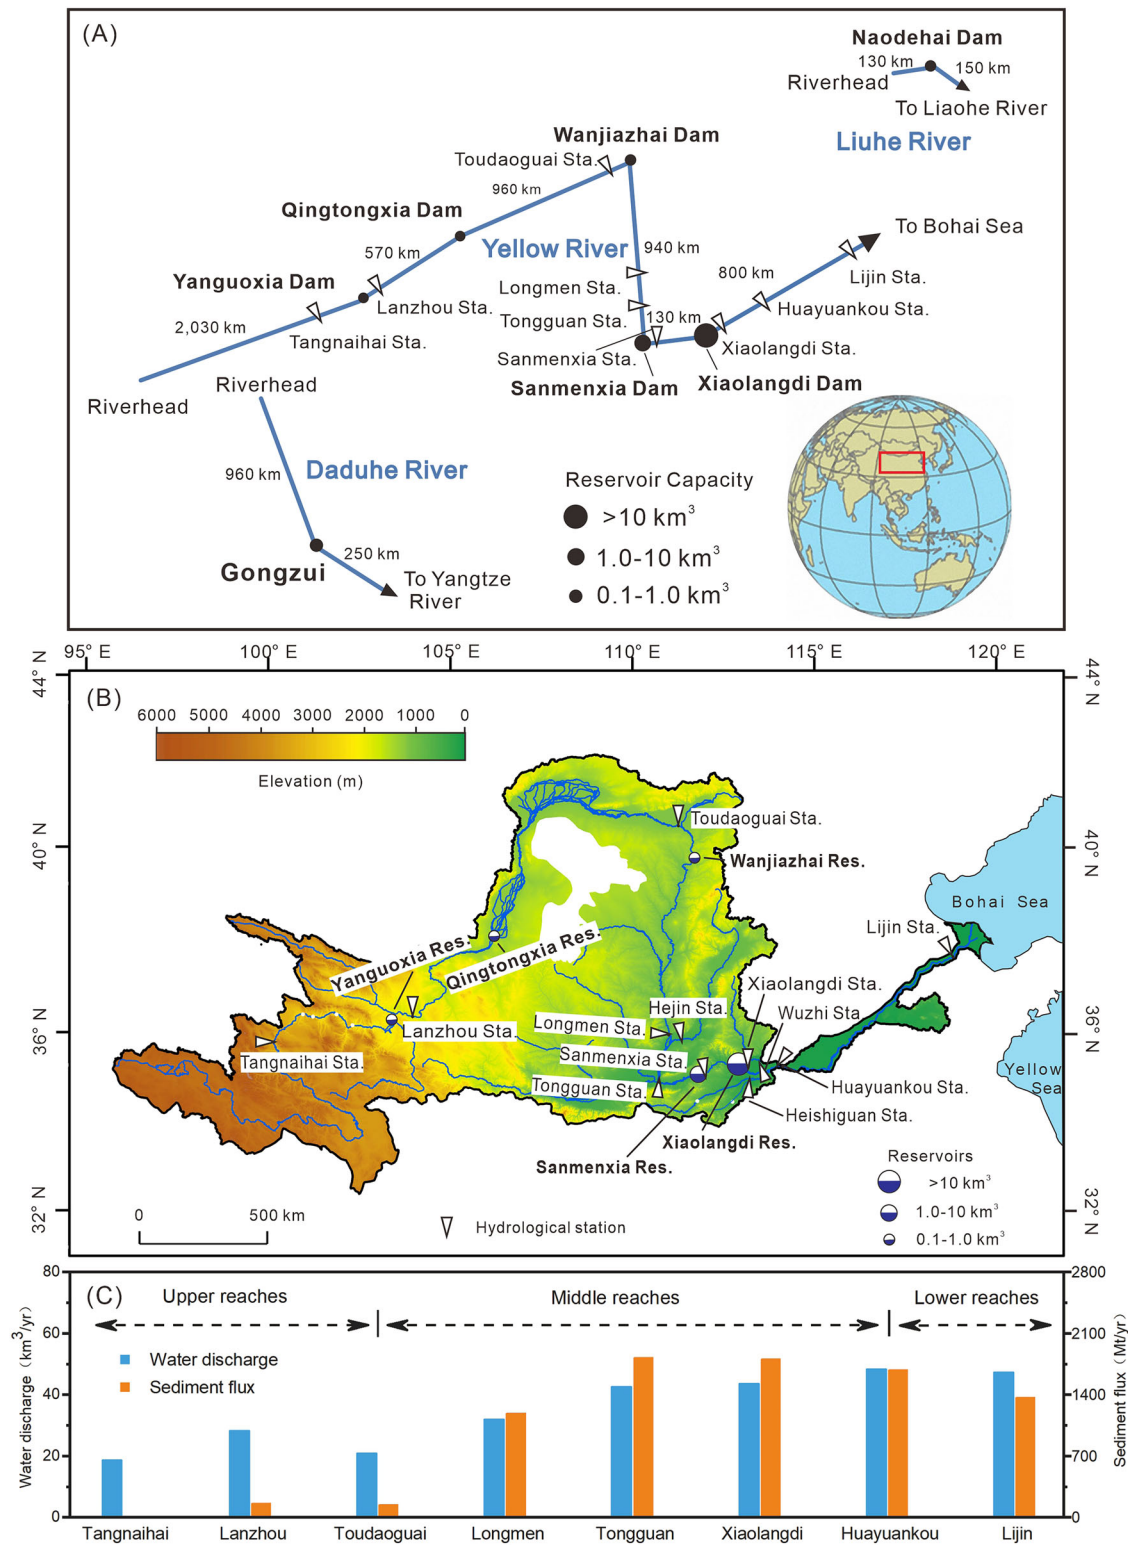 (A)
Naodehai Dam
130 km
150 km
Riverhead
To Liaohe River
Liuhe River
Wanjiazhai Dam
Toudaoguai Sta.
960 km
Qingtongxia Dam
570 km
Yellow River
940 km
To Bohai Sea
Yanguoxia Dam
800 km
Lijin Sta.
Longmen Sta.
Lanzhou Sta.
Huayuankou Sta.
2,030 km
Tongguan Sta.
130 km
Tangnaihai Sta.
Sanmenxia Sta.
Xiaolangdi Sta.
Sanmenxia Dam
Xiaolangdi Dam
Riverhead
Riverhead
960 km
Daduhe River
Reservoir Capacity
>10 km³
1.0-10 km³
0.1-1.0 km³
250 km
Gongzui
To Yangtze
River
95° E
100° E
105° E
110° E
115° E
120° E
44° N
44° N
(B)
6000 5000 4000 3000 2000 1000 0
Elevation (m)
Toudaoguai Sta.
40° N
40° N
Wanjiazhai Res.
Bohai Sea
Lijin Sta.
Yanguoxia Res.
Qingtongxia Res.
Xiaolangdi Sta.
Hejin Sta.
Wuzhi Sta.
Lanzhou Sta.
Longmen Sta.
36° N
36° N
Tangnaihai Sta.
Sanmenxia Sta.
Yellow
Sea
Tongguan Sta.
Huayuankou Sta.
Heishiguan Sta.
Xiaolangdi Res.
Sanmenxia Res.
Reservoirs
>10 km³
1.0-10 km³
0.1-1.0 km³
32° N
32° N
0 500 km
Hydrological station
(C)
Upper reaches
Middle reaches
Lower reaches
Water discharge
Sediment flux
Water discharge (km³/yr)
80
60
40
20
0
Sediment flux (Mt/yr)
2800
2100
1400
700
0
Tangnaihai Lanzhou Toudaoguai Longmen Tongguan Xiaolangdi Huayuankou Lijin